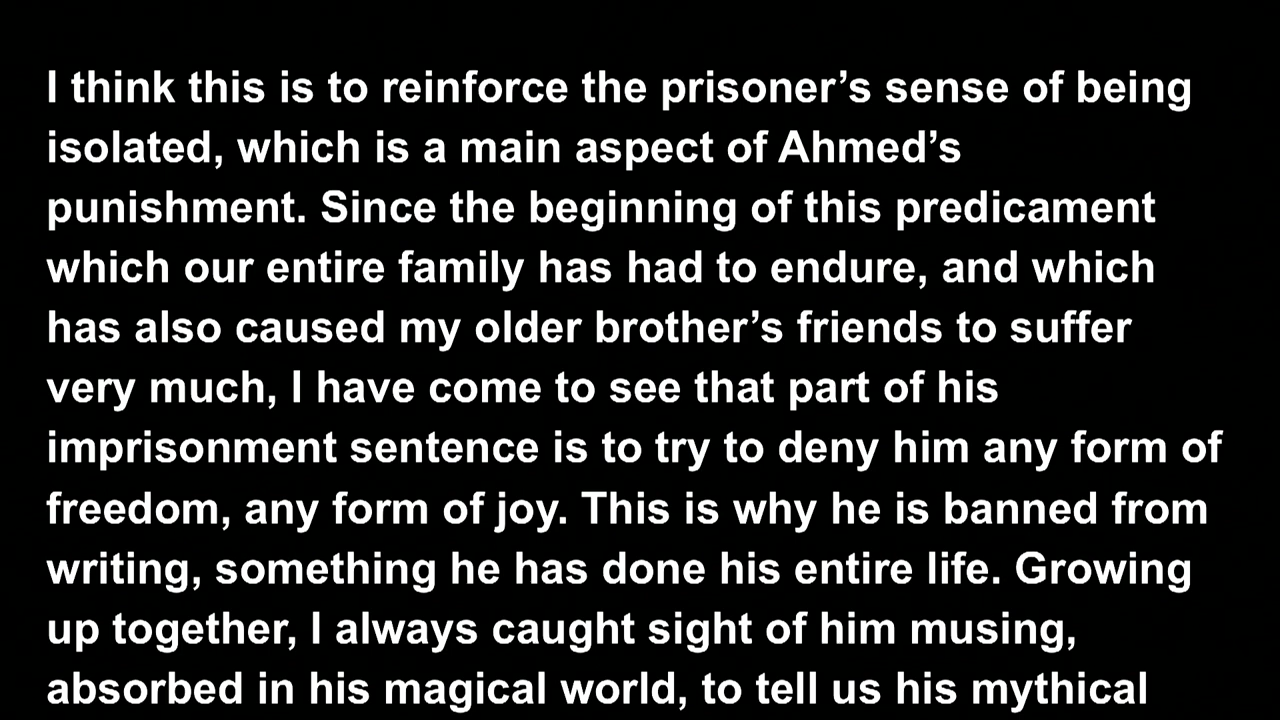 I think this is to reinforce the prisoner’s sense of being
isolated, which is a main aspect of Ahmed’s
punishment. Since the beginning of this predicament
which our entire family has had to endure, and which
has also caused my older brother’s friends to suffer
very much, I have come to see that part of his
imprisonment sentence is to try to deny him any form of
freedom, any form of joy. This is why he is banned from
writing, something he has done his entire life. Growing
up together, I always caught sight of him musing,
absorbed in his magical world, to tell us his mythical